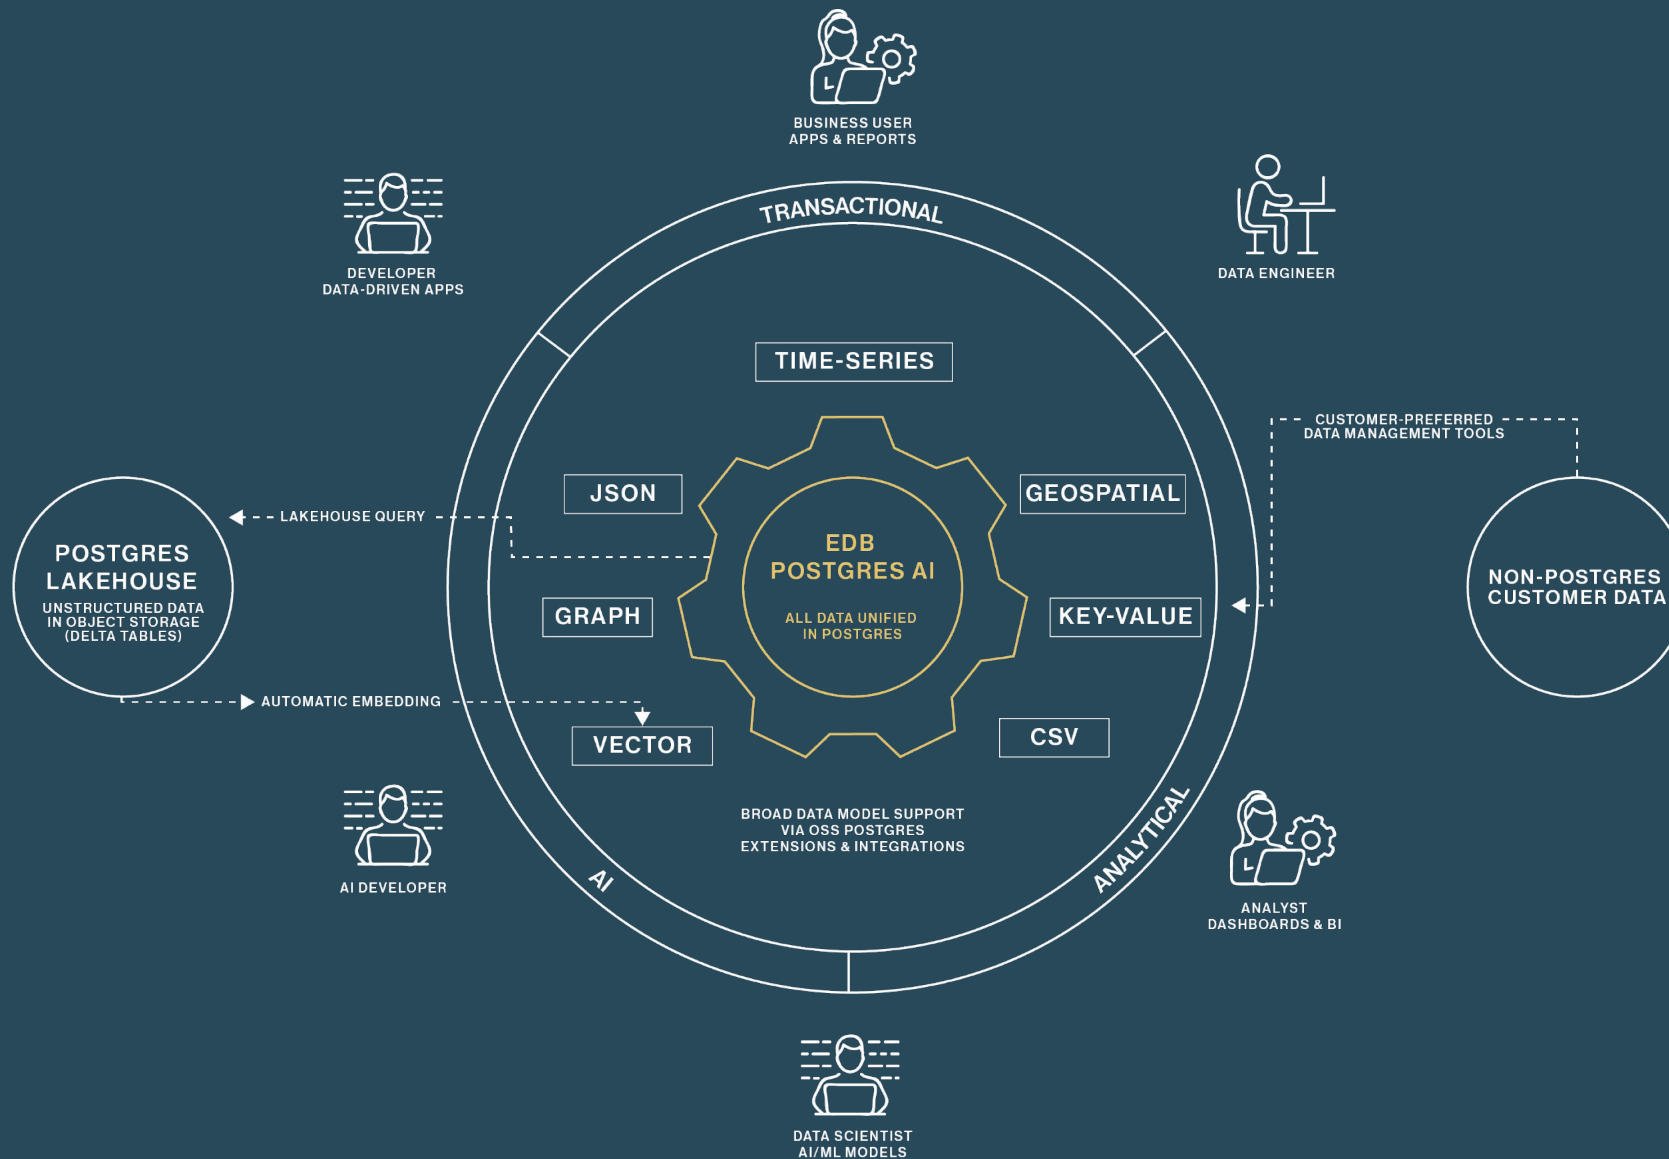 BUSINESS USER
APPS & REPORTS
DEVELOPER
DATA-DRIVEN APPS
DATA ENGINEER
TRANSACTIONAL
TIME-SERIES
JSON
GEOSPATIAL
CUSTOMER-PREFERRED
DATA MANAGEMENT TOOLS
LAKEHOUSE QUERY
POSTGRES
LAKEHOUSE
UNSTRUCTURED DATA
IN OBJECT STORAGE
(DELTA TABLES)
EDB
POSTGRES AI
ALL DATA UNIFIED
IN POSTGRES
NON-POSTGRES
CUSTOMER DATA
GRAPH
KEY-VALUE
AUTOMATIC EMBEDDING
VECTOR
CSV
BROAD DATA MODEL SUPPORT
VIA OSS POSTGRES
EXTENSIONS & INTEGRATIONS
AI
ANALYTICAL
AI DEVELOPER
ANALYST
DASHBOARDS & BI
DATA SCIENTIST
AI/ML MODELS